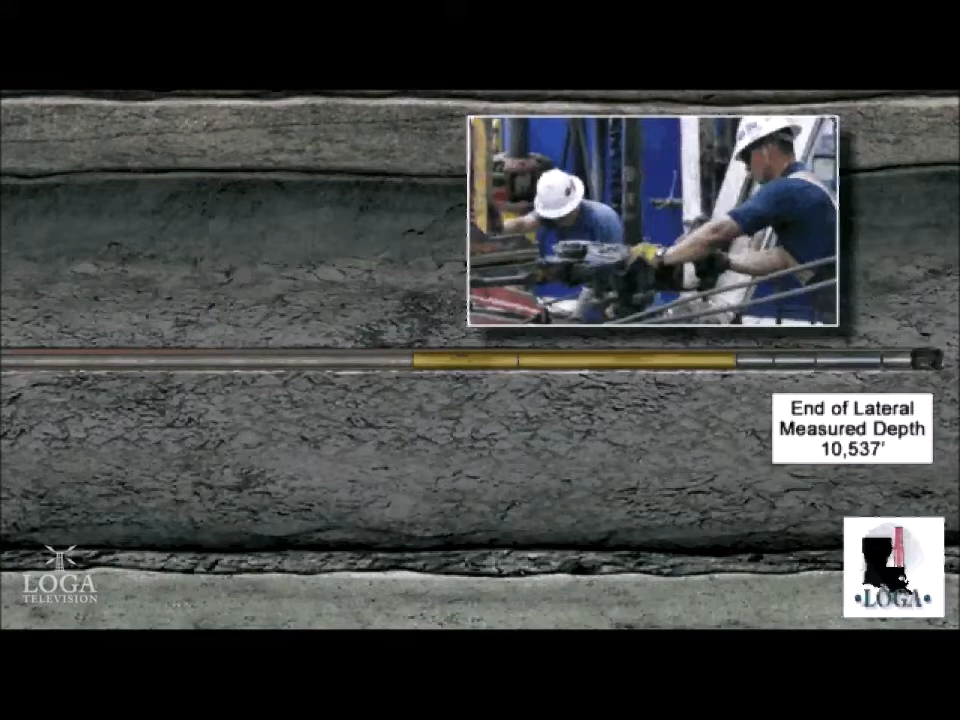 End of Lateral
Measured Depth
10,537'
LOGA
TELEVISION
•LOGA•